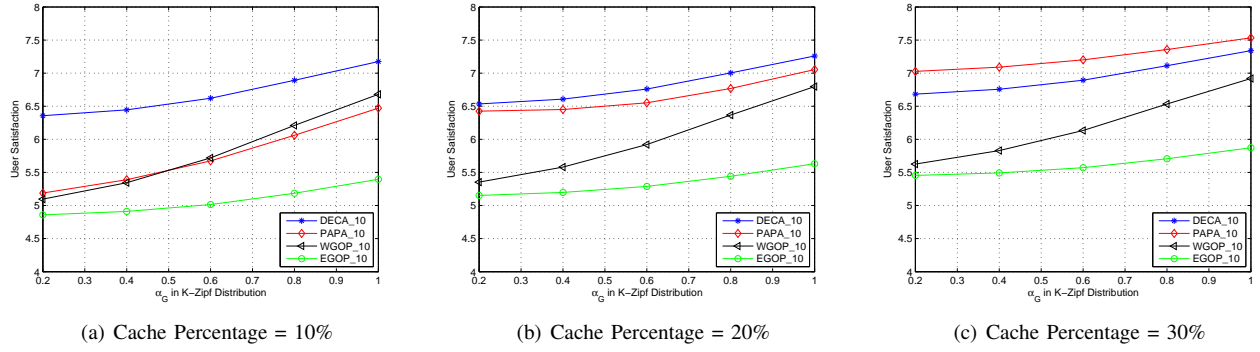 8
7.5
7
6.5
6
5.5
5
4.5
4
User Satisfaction
DECA_10
PAPA_10
WGOP_10
EGOP_10
0.2 0.3 0.4 0.5 0.6 0.7 0.8 0.9 1
α_G in K−Zipf Distribution
(a) Cache Percentage = 10%
8
7.5
7
6.5
6
5.5
5
4.5
4
User Satisfaction
DECA_10
PAPA_10
WGOP_10
EGOP_10
0.2 0.3 0.4 0.5 0.6 0.7 0.8 0.9 1
α_G in K−Zipf Distribution
(b) Cache Percentage = 20%
8
7.5
7
6.5
6
5.5
5
4.5
4
User Satisfaction
DECA_10
PAPA_10
WGOP_10
EGOP_10
0.2 0.3 0.4 0.5 0.6 0.7 0.8 0.9 1
α_G in K−Zipf Distribution
(c) Cache Percentage = 30%